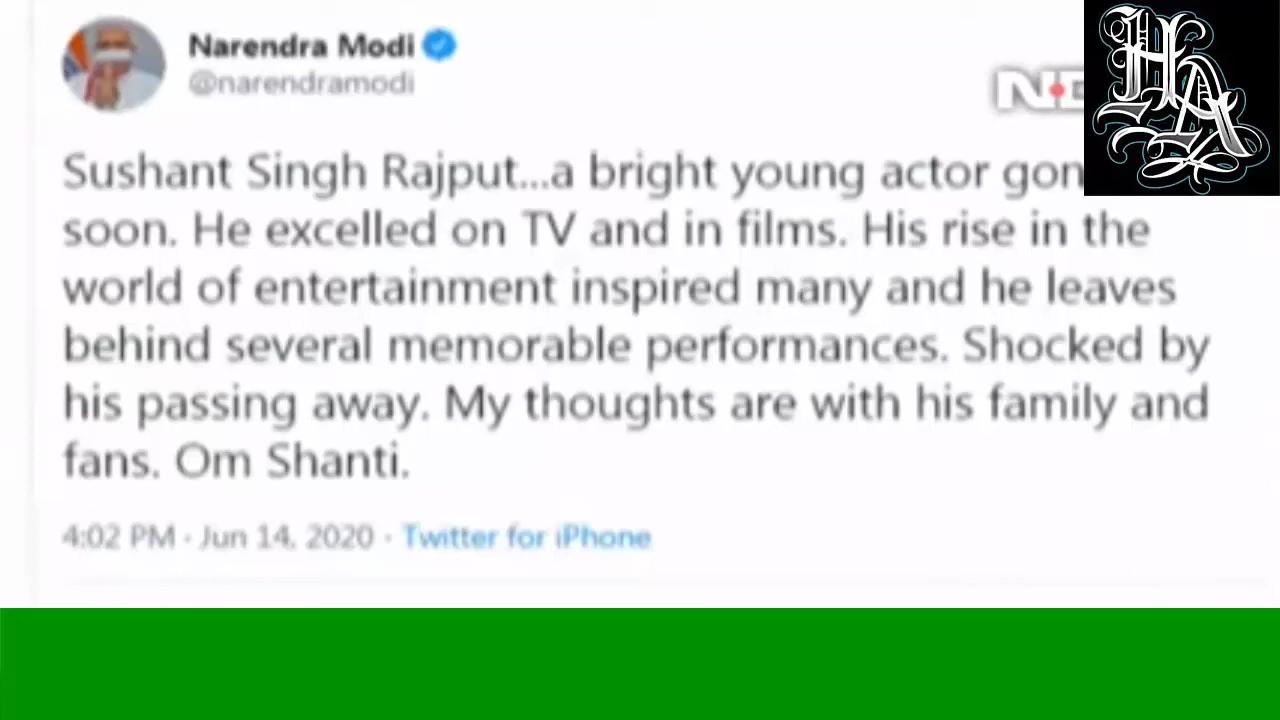 Narendra Modi
@narendramodi
HA
Sushant Singh Rajput...a bright young actor
soon. He excelled on TV and in films. His rise in the
world of entertainment inspired many and he leaves
behind several memorable performances. Shocked by
his passing away. My thoughts are with his family and
fans. Om Shanti.
4:02 PM · Jun 14, 2020 · Twitter for iPhone